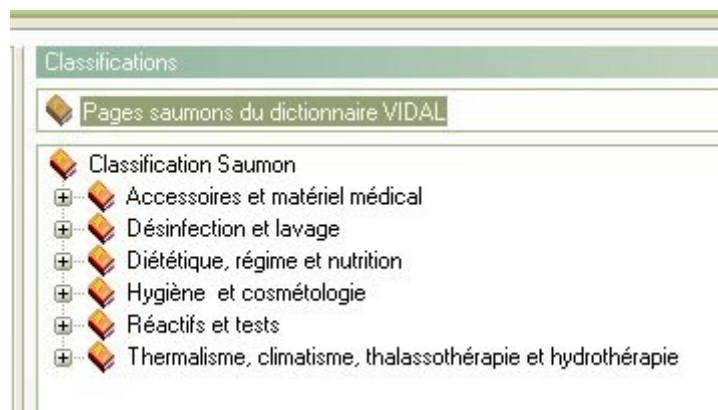 Classifications
Pages saumons du dictionnaire VIDAL
Classification Saumon
Accessoires et matériel médical
Désinfection et lavage
Diététique, régime et nutrition
Hygiène  et cosmétologie
Réactifs et tests
Thermalisme, climatisme, thalassothérapie et hydrothérapie